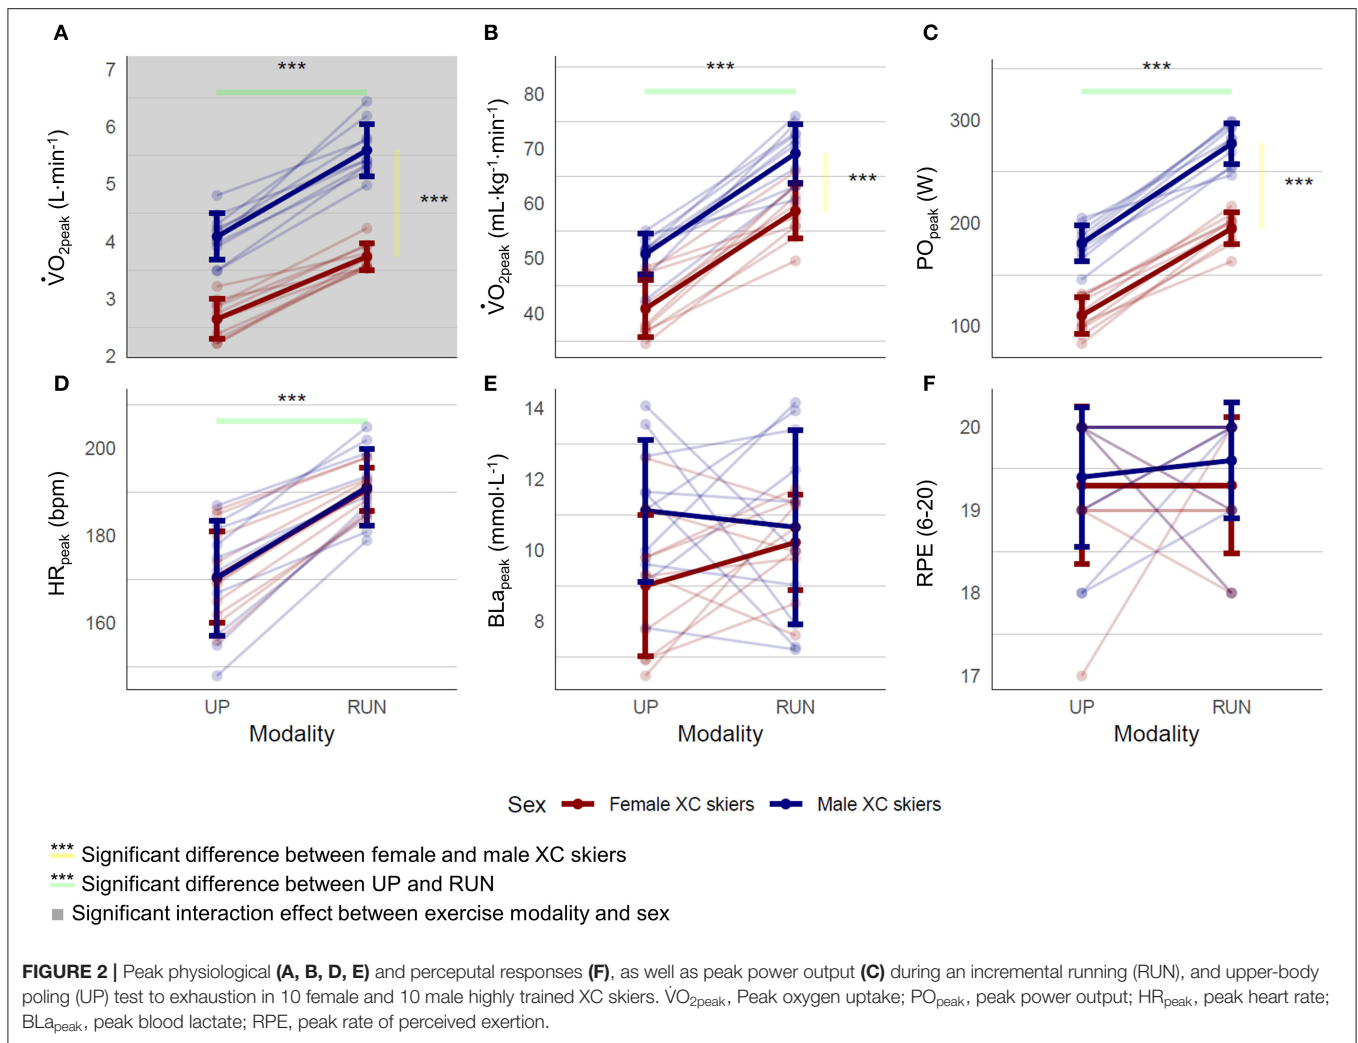 A
***
7
6
5
4
3
2
V̇O2peak (L·min-1)
***
B
***
80
70
60
50
40
V̇O2peak (mL·kg-1·min-1)
***
C
***
300
200
100
POpeak (W)
***
D
***
200
180
160
HRpeak (bpm)
UP RUN
Modality
E
14
12
10
8
BLapeak (mmol·L-1)
UP RUN
Modality
F
20
19
18
17
RPE (6-20)
UP RUN
Modality
Sex Female XC skiers Male XC skiers
*** Significant difference between female and male XC skiers
*** Significant difference between UP and RUN
Significant interaction effect between exercise modality and sex
FIGURE 2 | Peak physiological (A, B, D, E) and perceputal responses (F), as well as peak power output (C) during an incremental running (RUN), and upper-body
poling (UP) test to exhaustion in 10 female and 10 male highly trained XC skiers. V̇O2peak, Peak oxygen uptake; POpeak, peak power output; HRpeak, peak heart rate;
BLapeak, peak blood lactate; RPE, peak rate of perceived exertion.